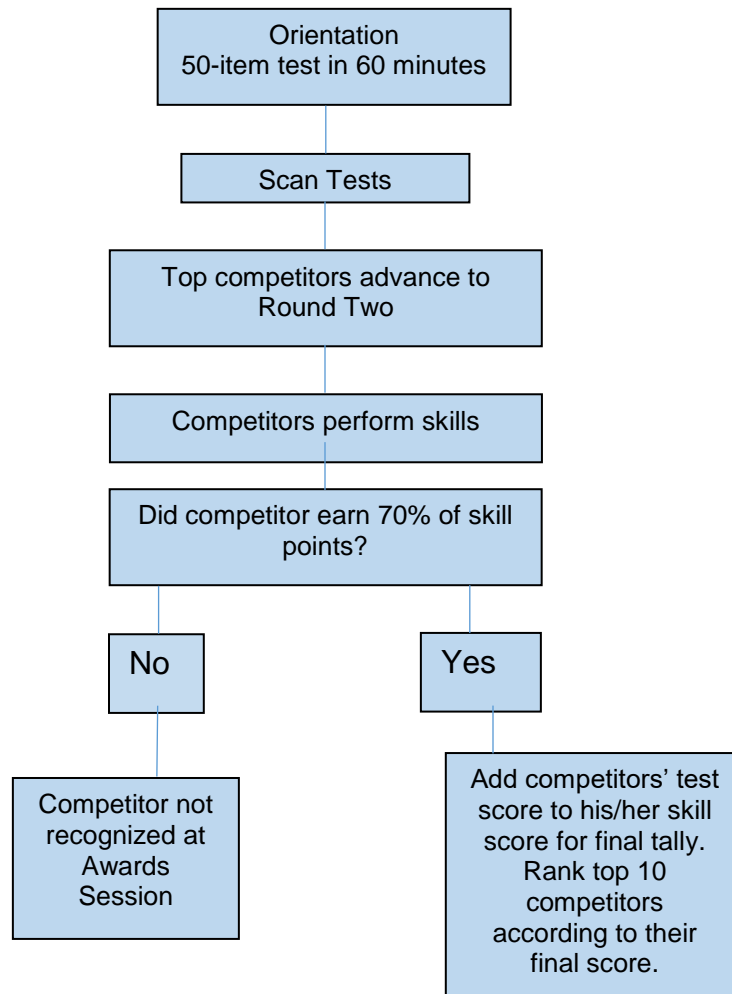 Orientation
50-item test in 60 minutes
Scan Tests
Top competitors advance to
Round Two
Competitors perform skills
Did competitor earn 70% of skill
points?
No
Yes
Competitor not
recognized at
Awards
Session
Add competitors’ test
score to his/her skill
score for final tally.
Rank top 10
competitors
according to their
final score.